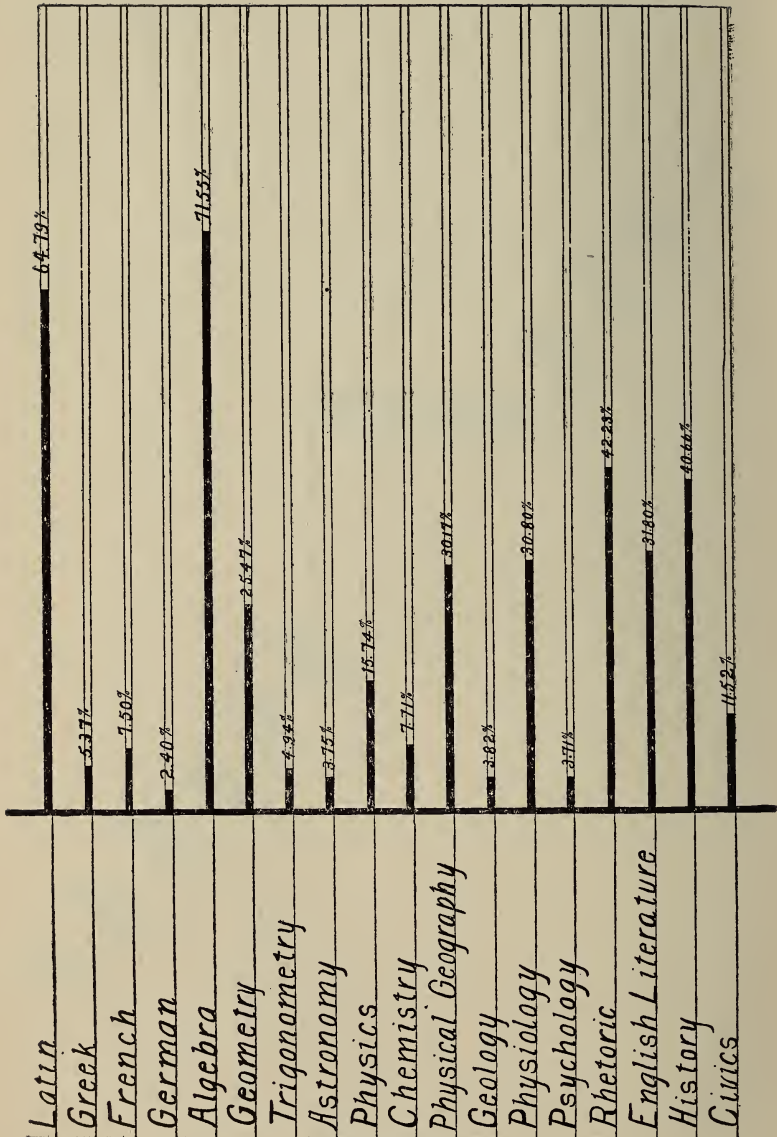 Latin 64.79%
Greek 5.37%
French 7.50%
German 2.40%
Algebra 71.55%
Geometry 25.47%
Trigonometry 4.94%
Astronomy 3.75%
Physics 15.74%
Chemistry 7.71%
Physical Geography 30.17%
Geology 3.82%
Physiology 30.80%
Psychology 3.71%
Rhetoric 42.23%
English Literature 31.80%
History 40.66%
Civics 11.52%